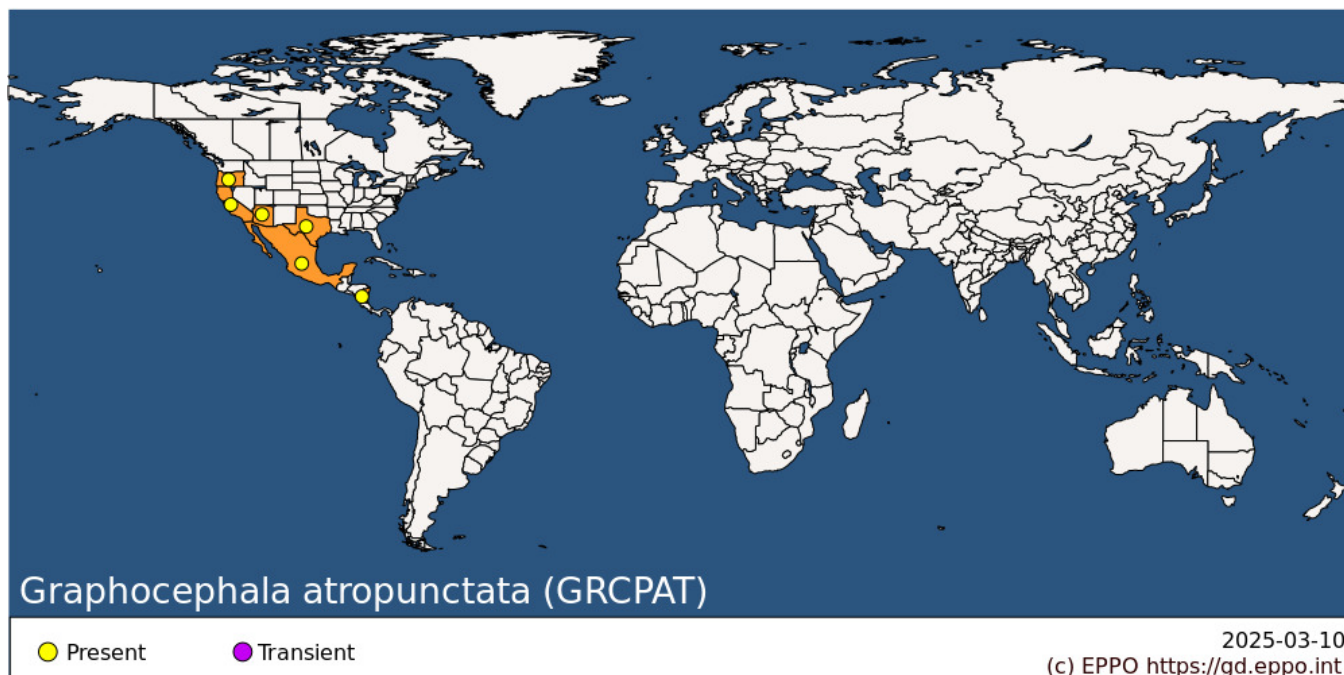 Graphocephala atropunctata (GRCPAT)
Present
Transient
2025-03-10
(c) EPPO https://gd.eppo.int